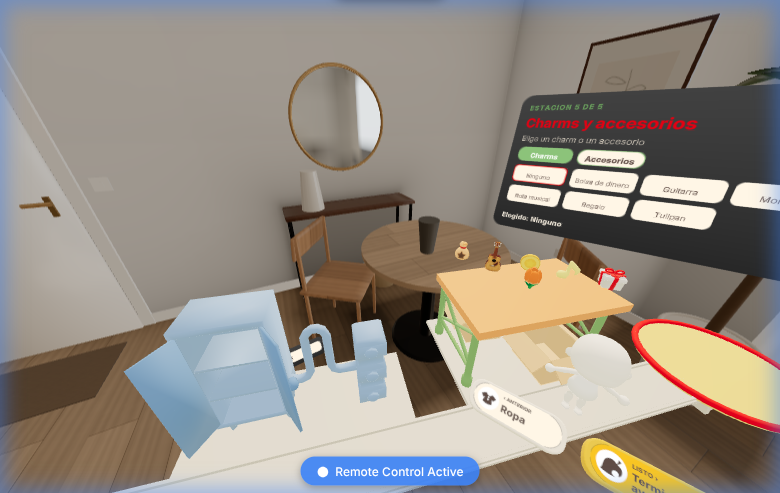 ESTACION 5 DE 5
Charms y accesorios
Elige un charm o un accesorio
Charms
Accesorios
Ninguno
Bolsa de dinero
Guitarra
Nota musical
Regalo
Tulipan
Elegido: Ninguno
ANTERIOR
Ropa
LISTO
Remote Control Active